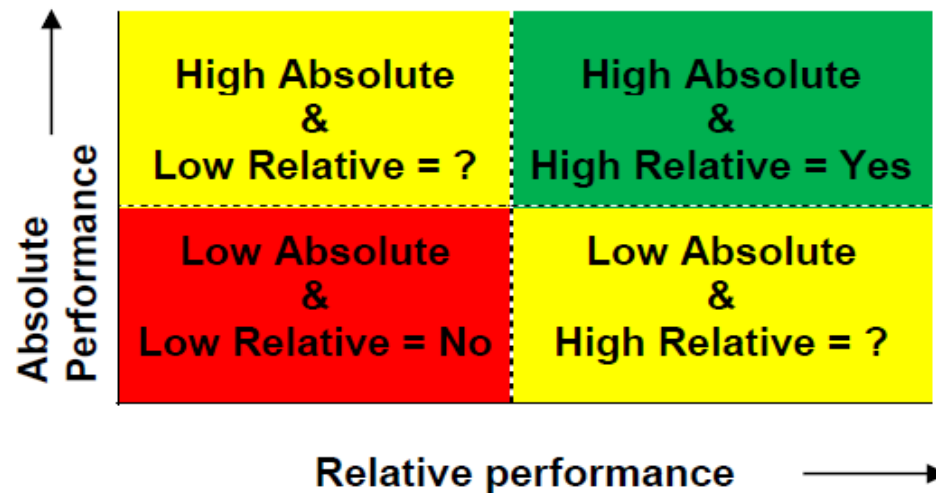 Absolute
Performance
High Absolute
&
Low Relative = ?
High Absolute
&
High Relative = Yes
Low Absolute
&
Low Relative = No
Low Absolute
&
High Relative = ?
Relative performance